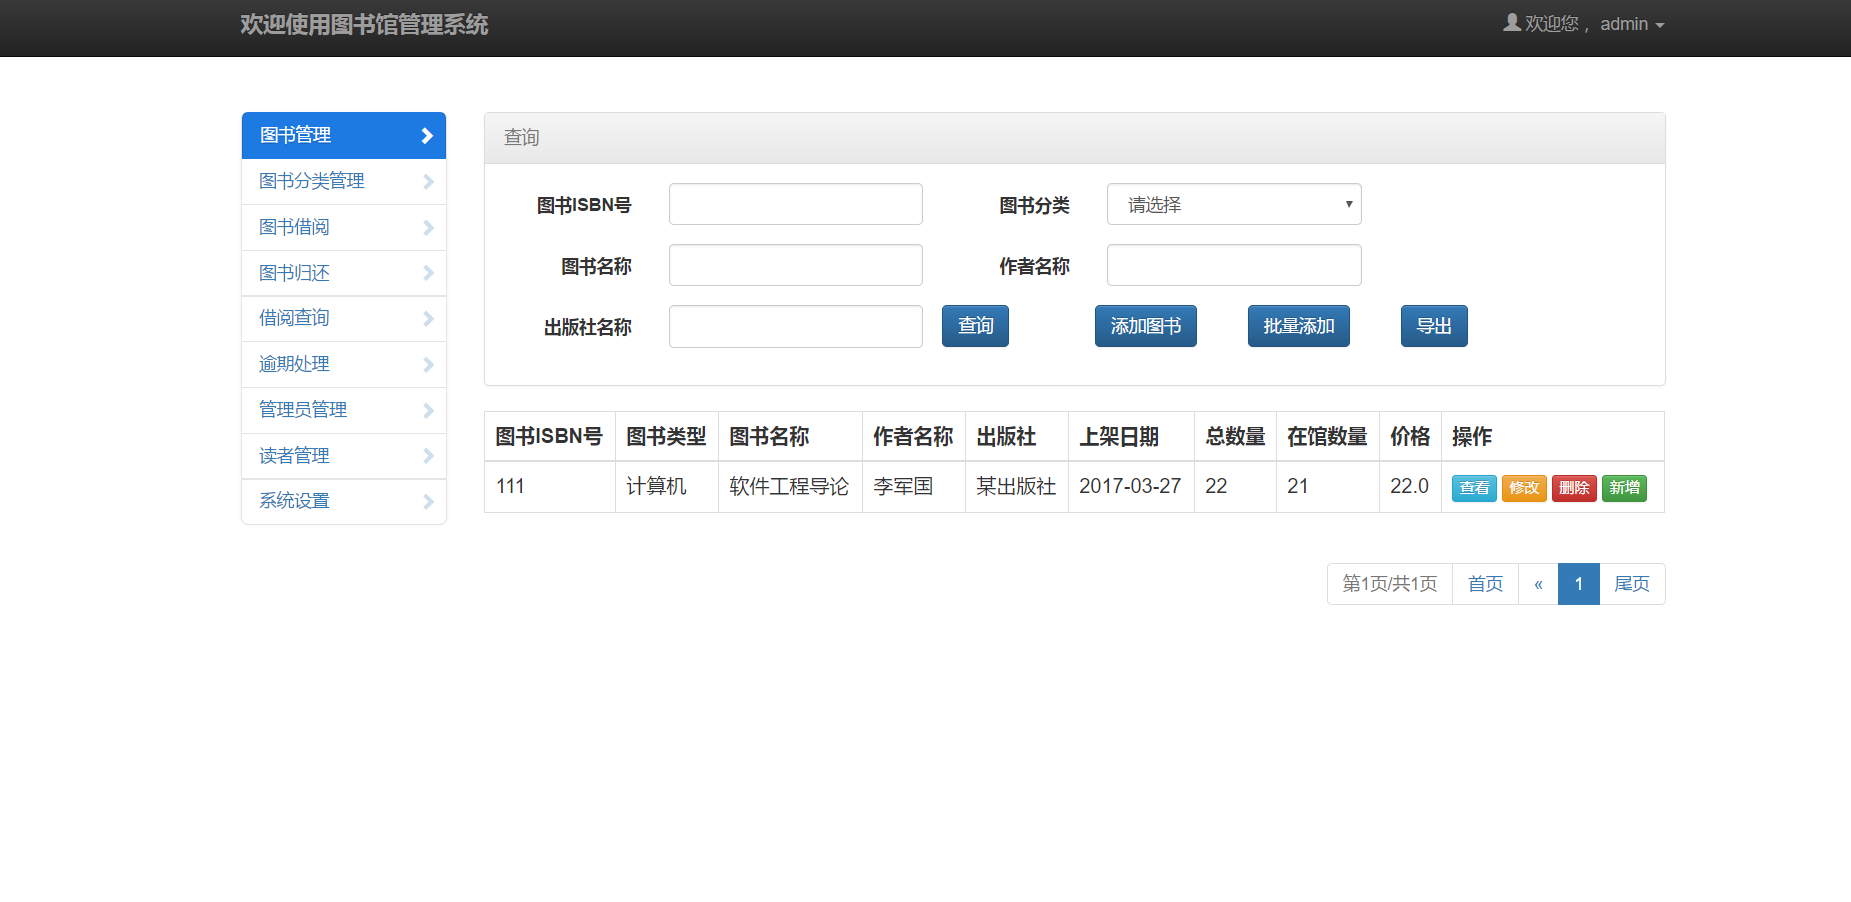 欢迎使用图书馆管理系统
欢迎您， admin
图书管理
图书分类管理
图书借阅
图书归还
借阅查询
逾期处理
管理员管理
读者管理
系统设置
查询
图书ISBN号
图书分类 请选择
图书名称
作者名称
出版社名称
查询 添加图书 批量添加 导出
图书ISBN号 图书类型 图书名称 作者名称 出版社 上架日期 总数量 在馆数量 价格 操作
111 计算机 软件工程导论 李军国 某出版社 2017-03-27 22 21 22.0 查看 修改 删除 新增
第1页/共1页 首页 « 1 尾页